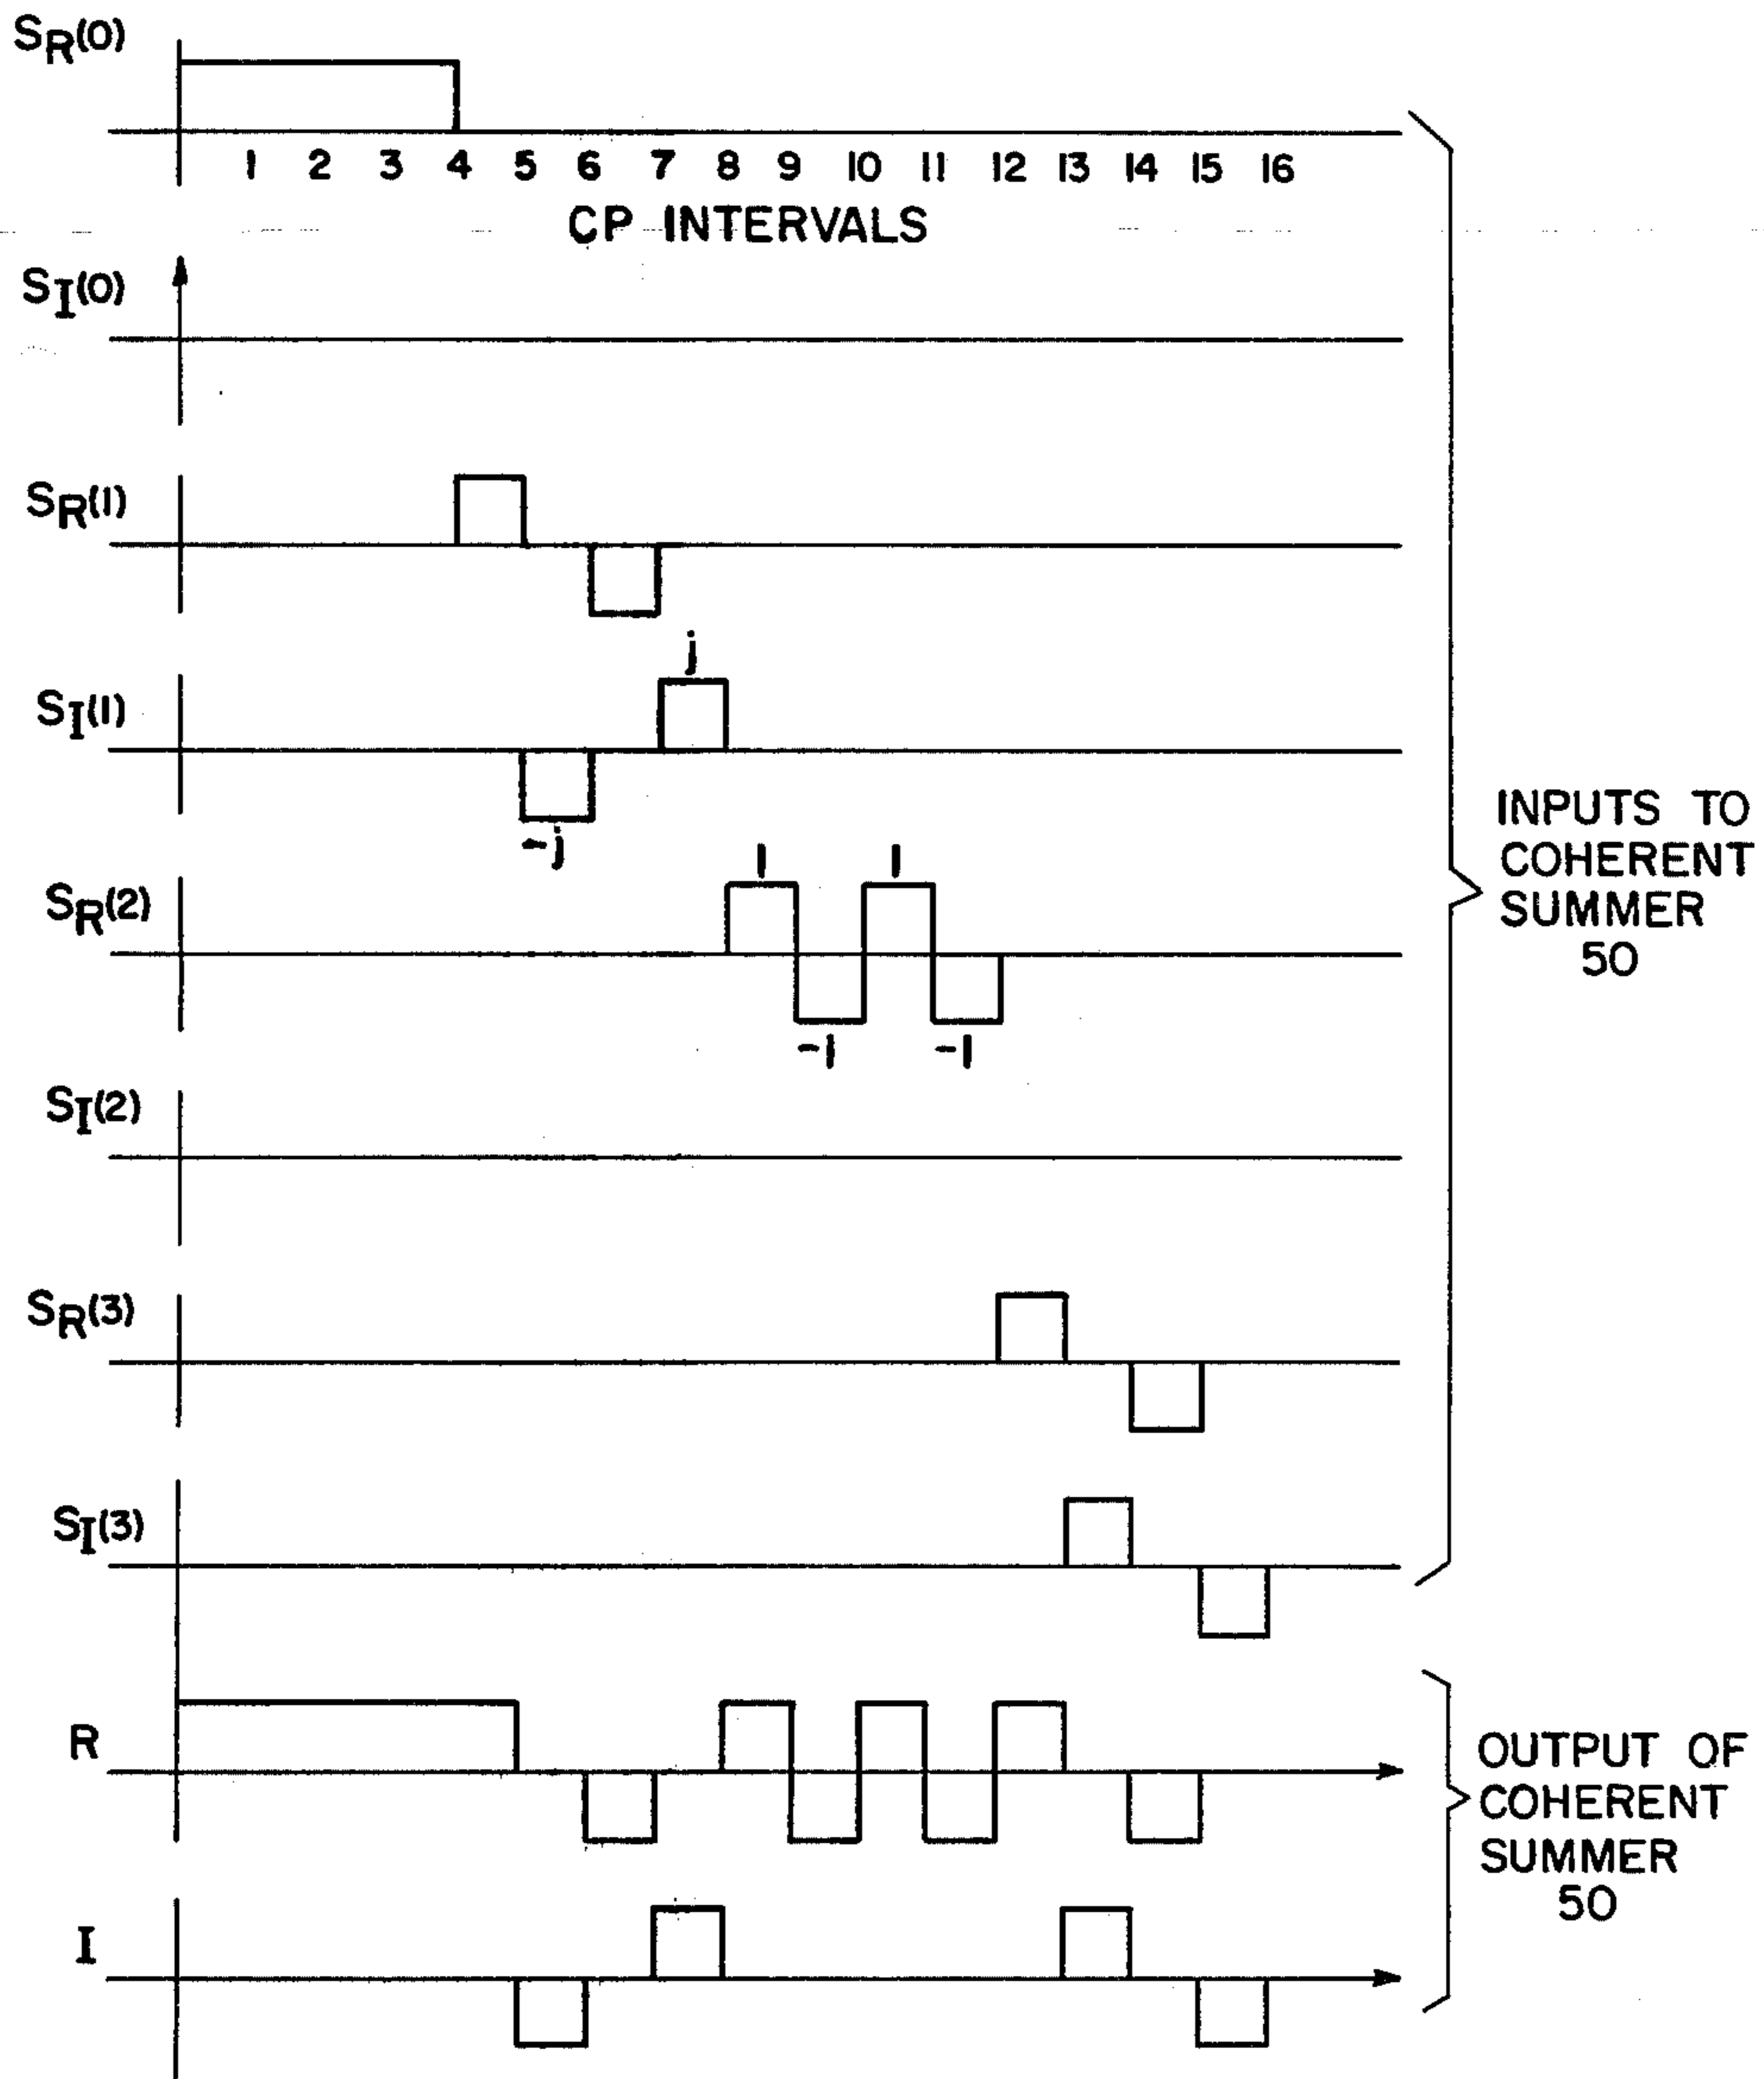 SR(0)
1 2 3 4 5 6 7 8 9 10 11 12 13 14 15 16
CP INTERVALS
SI(0)
SR(1)
j
SI(1)
-j
1 1
SR(2)
-1 -1
INPUTS TO
COHERENT
SUMMER
50
SI(2)
SR(3)
SI(3)
R
OUTPUT OF
COHERENT
SUMMER
50
I